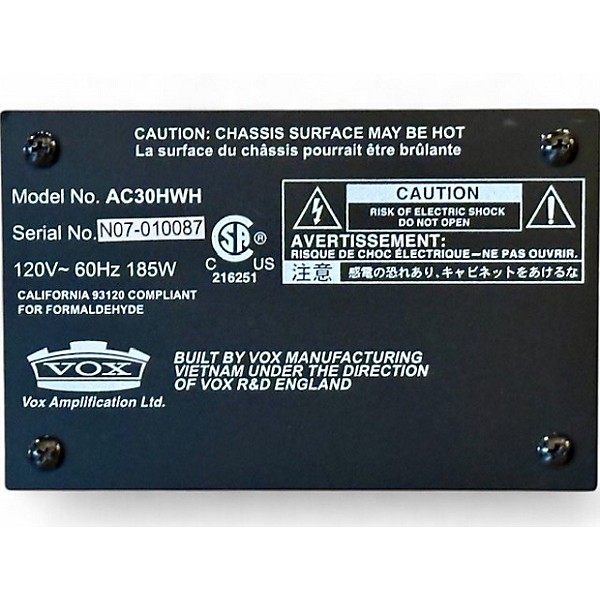 CAUTION: CHASSIS SURFACE MAY BE HOT
La surface du châssis pourrait être brûlante
Model No. AC30HWH
Serial No. N07-010087
120V~ 60Hz 185W
CALIFORNIA 93120 COMPLIANT
FOR FORMALDEHYDE
SA ®
C US
216251
CAUTION
RISK OF ELECTRIC SHOCK
DO NOT OPEN
AVERTISSEMENT:
RISQUE DE CHOC ÉLECTRIQUE–NE PAS OUVRIR.
注意 感電の恐れあり、キャビネットをあけるな
VOX
Vox Amplification Ltd.
BUILT BY VOX MANUFACTURING
VIETNAM UNDER THE DIRECTION
OF VOX R&D ENGLAND